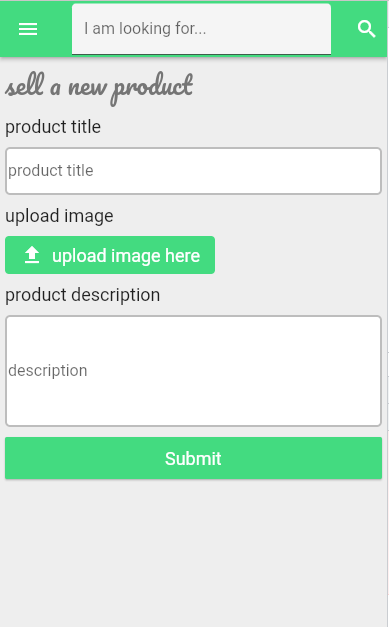 I am looking for...
sell a new product
product title
product title
upload image
upload image here
product description
description
Submit